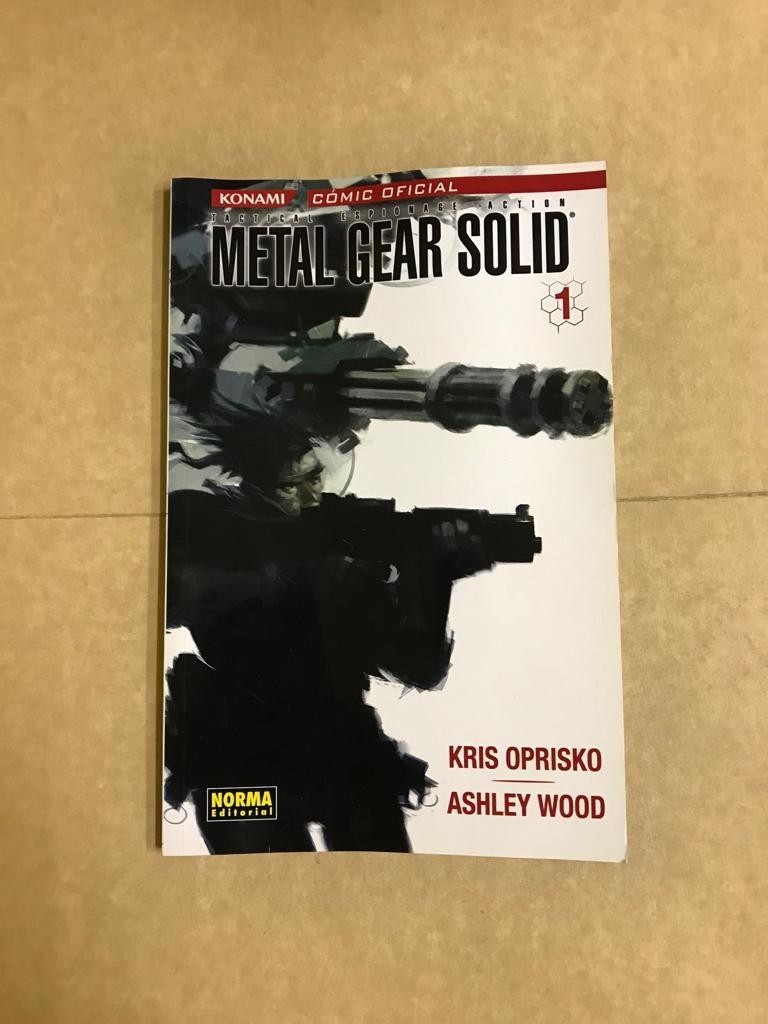 KONAMI CÓMIC OFICIAL
TACTICAL ESPIONAGE ACTION
METAL GEAR SOLID®
1
KRIS OPRISKO
ASHLEY WOOD
NORMA
Editorial